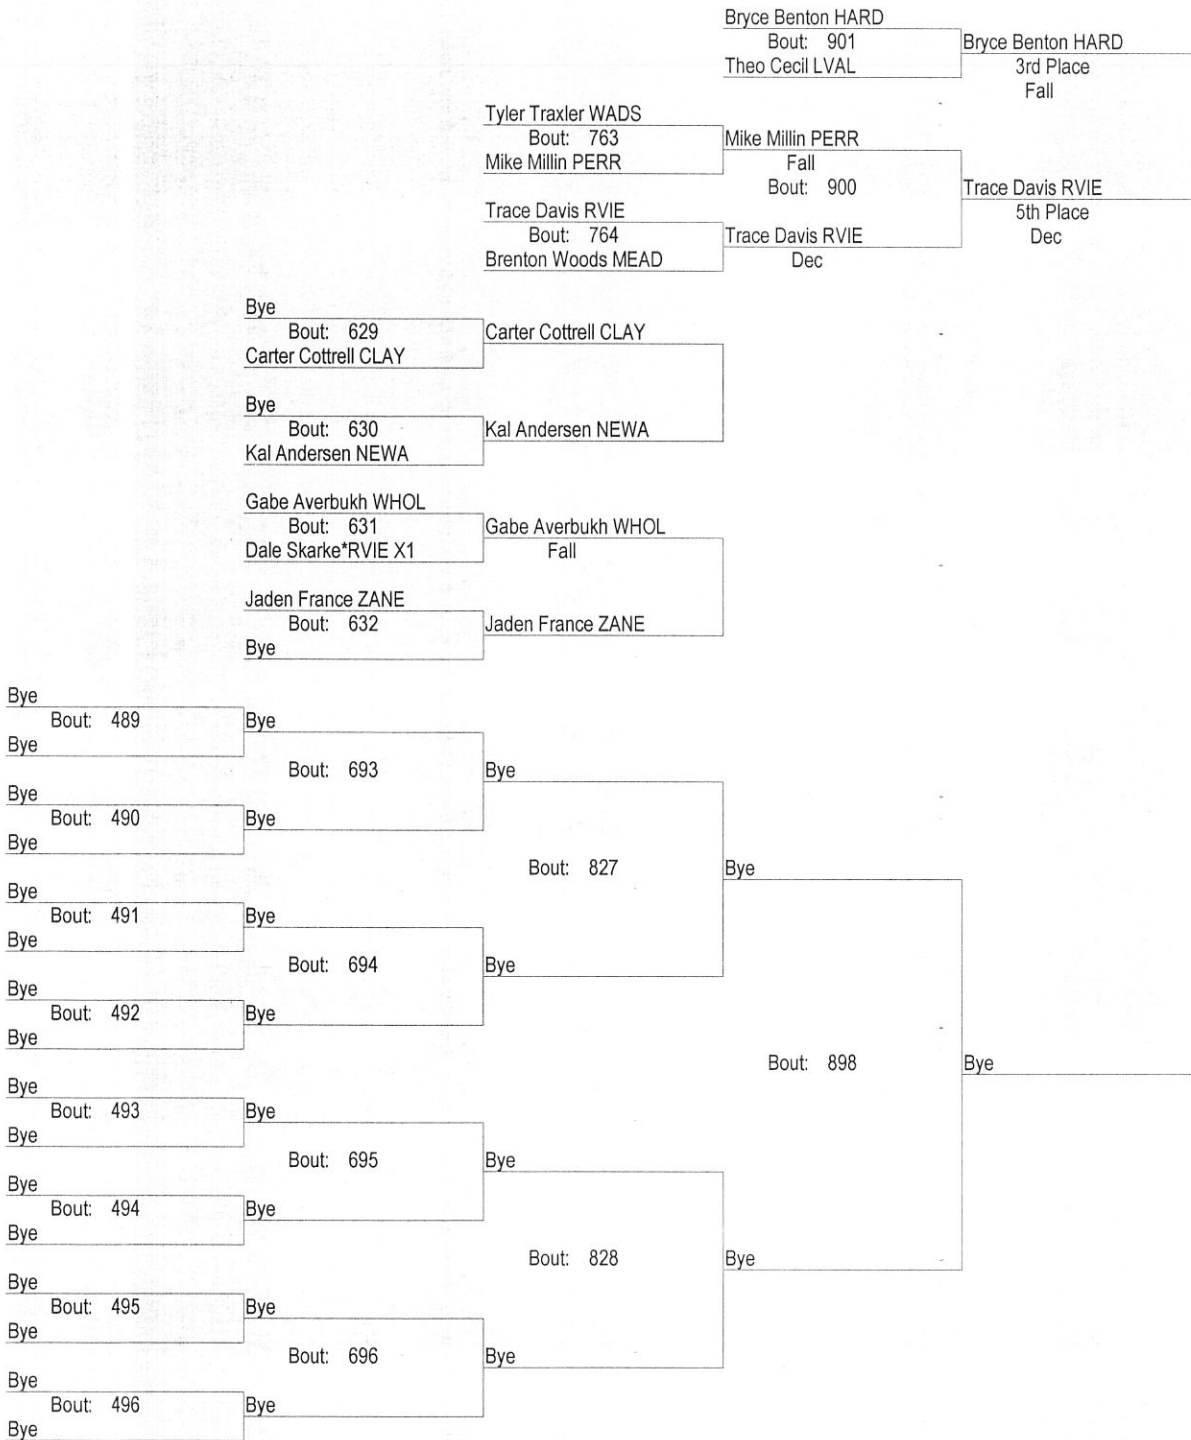 Bryce Benton HARD
Bout: 901
Bryce Benton HARD
Theo Cecil LVAL
3rd Place
Fall
Tyler Traxler WADS
Bout: 763
Mike Millin PERR
Mike Millin PERR
Fall
Bout: 900
Trace Davis RVIE
5th Place
Dec
Trace Davis RVIE
Bout: 764
Trace Davis RVIE
Brenton Woods MEAD
Dec
Bye
Bout: 629
Carter Cottrell CLAY
Carter Cottrell CLAY
Bye
Bout: 630
Kal Andersen NEWA
Kal Andersen NEWA
Gabe Averbukh WHOL
Bout: 631
Gabe Averbukh WHOL
Dale Skarke*RVIE X1
Fall
Jaden France ZANE
Bout: 632
Jaden France ZANE
Bye
Bye
Bout: 489
Bye
Bye
Bout: 693
Bye
Bye
Bout: 490
Bye
Bye
Bout: 827
Bye
Bye
Bout: 491
Bye
Bye
Bout: 694
Bye
Bye
Bout: 492
Bye
Bye
Bout: 898
Bye
Bye
Bout: 493
Bye
Bye
Bout: 695
Bye
Bye
Bout: 494
Bye
Bye
Bout: 828
Bye
Bye
Bout: 495
Bye
Bye
Bout: 696
Bye
Bye
Bout: 496
Bye
Bye